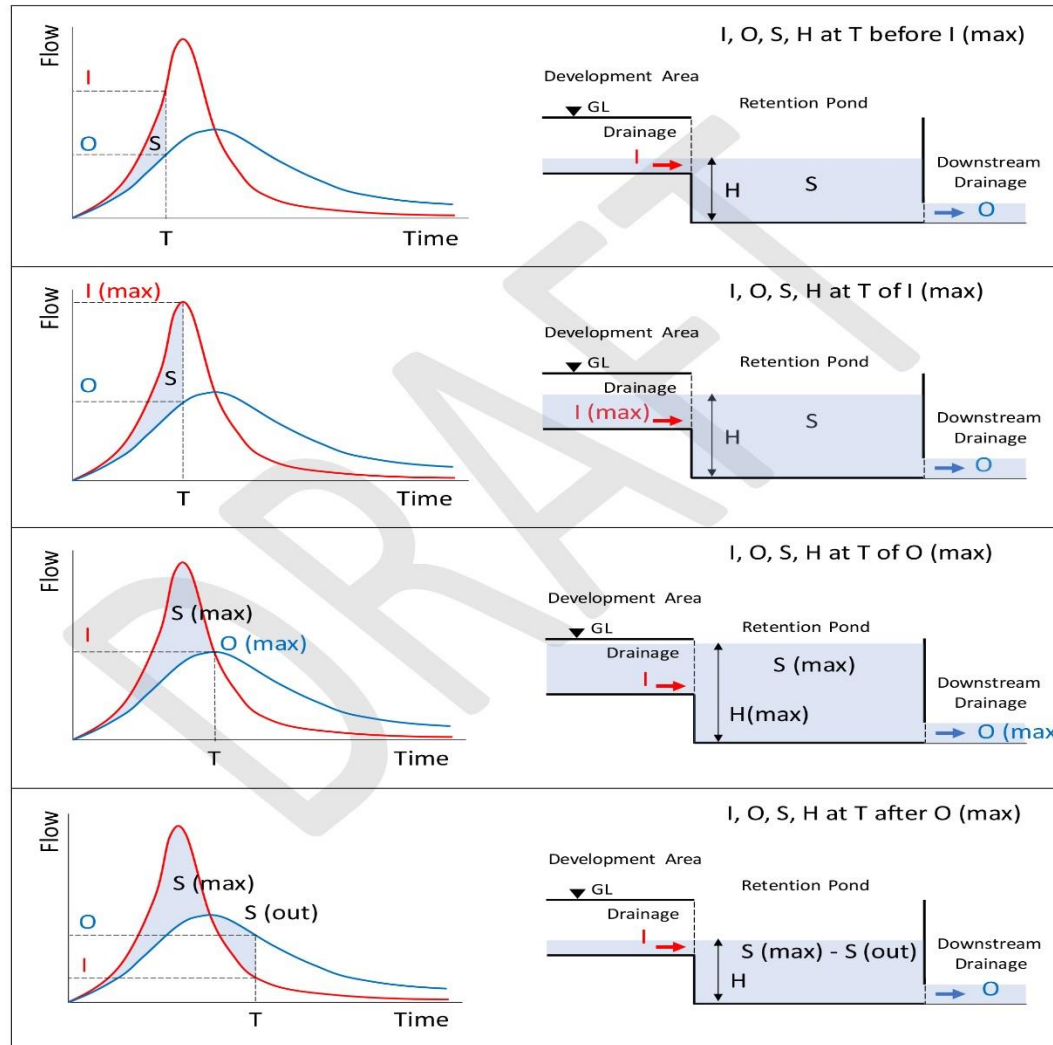 I, O, S, H at T before I (max)
Flow
I
O
S
T
Time
Development Area
GL
Retention Pond
Drainage
I
H
S
Downstream
Drainage
O
I, O, S, H at T of I (max)
Flow
I (max)
O
S
T
Time
Development Area
GL
Retention Pond
Drainage
I (max)
H
S
Downstream
Drainage
O
I, O, S, H at T of O (max)
Flow
I
S (max)
O (max)
T
Time
Development Area
GL
Retention Pond
Drainage
I
H(max)
S (max)
Downstream
Drainage
O (max
I, O, S, H at T after O (max)
Flow
O
I
S (max)
S (out)
T
Time
Development Area
GL
Retention Pond
Drainage
I
H
S (max) - S (out)
Downstream
Drainage
O
DRAFT